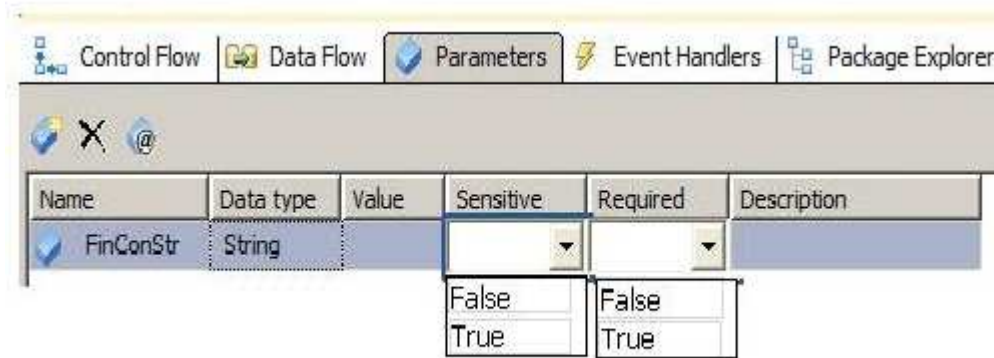 Control Flow Data Flow Parameters Event Handlers Package Explorer
@
Name Data type Value Sensitive Required Description
FinConStr String
False False
True True